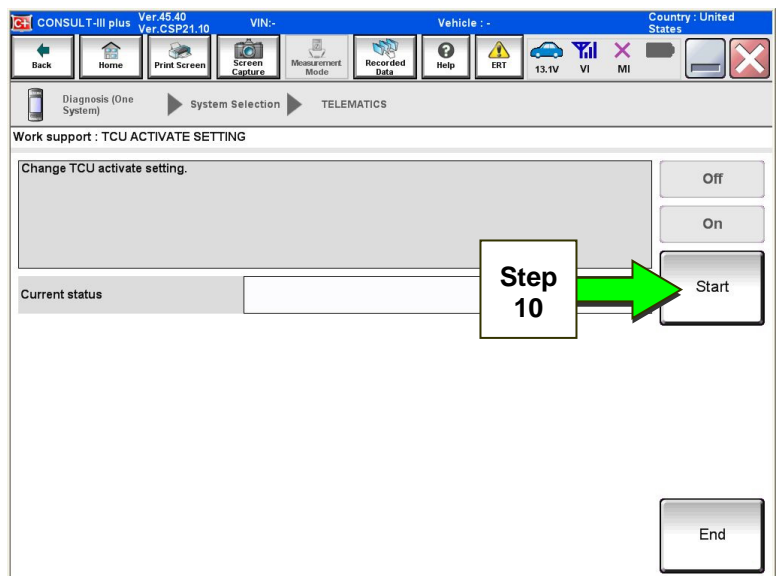 CONSULT-III plus Ver.45.40 VIN:- Vehicle : - Country : United
Ver.CSP21.10 States
Back Home Print Screen Screen Capture Measurement Mode Recorded Data Help ERT 13.1V VI MI
Diagnosis (One System) System Selection TELEMATICS
Work support : TCU ACTIVATE SETTING
Change TCU activate setting.
Off
On
Step
10
Start
Current status
End